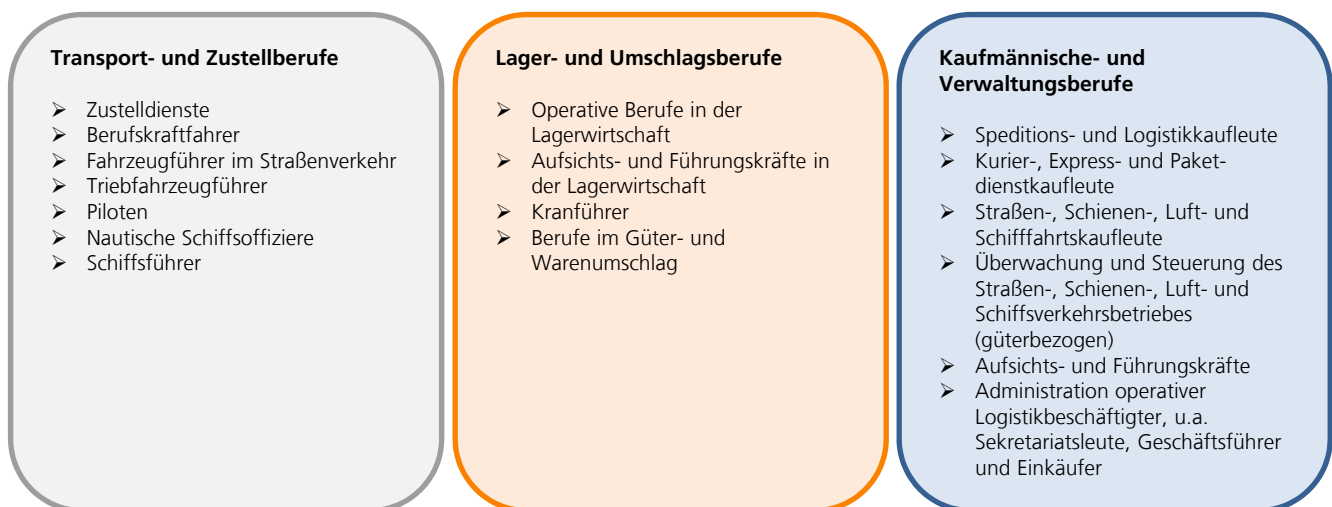 Transport- und Zustellberufe
➢ Zustelldienste
➢ Berufskraftfahrer
➢ Fahrzeugführer im Straßenverkehr
➢ Triebfahrzeugführer
➢ Piloten
➢ Nautische Schiffsoffiziere
➢ Schiffsführer
Lager- und Umschlagsberufe
➢ Operative Berufe in der
Lagerwirtschaft
➢ Aufsichts- und Führungskräfte in
der Lagerwirtschaft
➢ Kranführer
➢ Berufe im Güter- und
Warenumschlag
Kaufmännische- und
Verwaltungsberufe
➢ Speditions- und Logistikkaufleute
➢ Kurier-, Express- und Paket-
dienstkaufleute
➢ Straßen-, Schienen-, Luft- und
Schifffahrtskaufleute
➢ Überwachung und Steuerung des
Straßen-, Schienen-, Luft- und
Schiffsverkehrsbetriebes
(güterbezogen)
➢ Aufsichts- und Führungskräfte
➢ Administration operativer
Logistikbeschäftigter, u.a.
Sekretariatsleute, Geschäftsführer
und Einkäufer